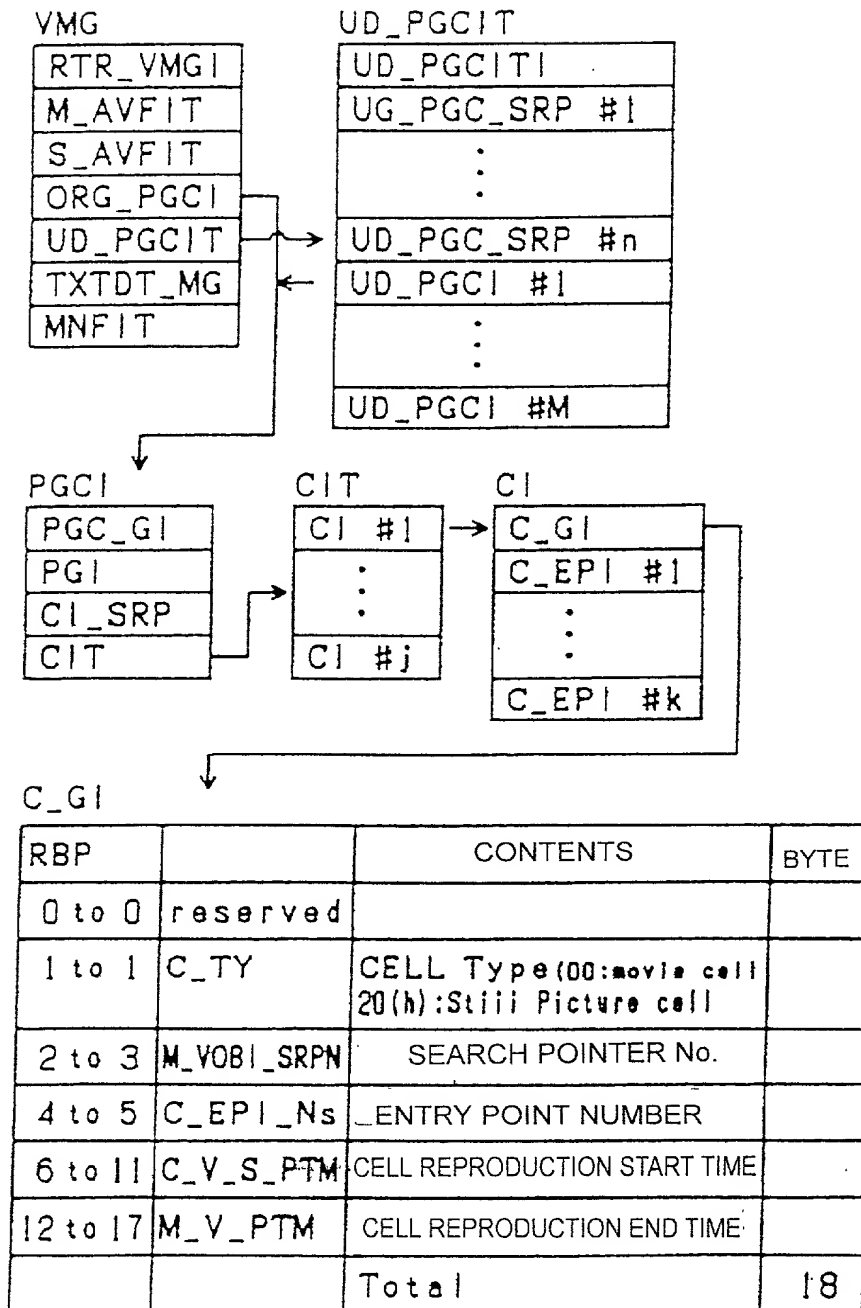 VMG
RTR_VMGI
M_AVFIT
S_AVFIT
ORG_PGCI
UD_PGCIT
TXTDT_MG
MNFIT
UD_PGCIT
UD_PGCITI
UG_PGC_SRP #1
UD_PGC_SRP #n
UD_PGCI #1
UD_PGCI #M
PGCI
PGC_GI
PGI
CI_SRP
CIT
CIT
CI #1
CI #j
CI
C_GI
C_EPI #1
C_EPI #k
C_GI
RBP CONTENTS BYTE
0 to 0 reserved
1 to 1 C_TY CELL Type(00:movie cell
20(h):Stiii Picture cell
2 to 3 M_VOBI_SRPN SEARCH POINTER No.
4 to 5 C_EPI_Ns ENTRY POINT NUMBER
6 to 11 C_V_S_PTM CELL REPRODUCTION START TIME
12 to 17 M_V_PTM CELL REPRODUCTION END TIME
Total 18